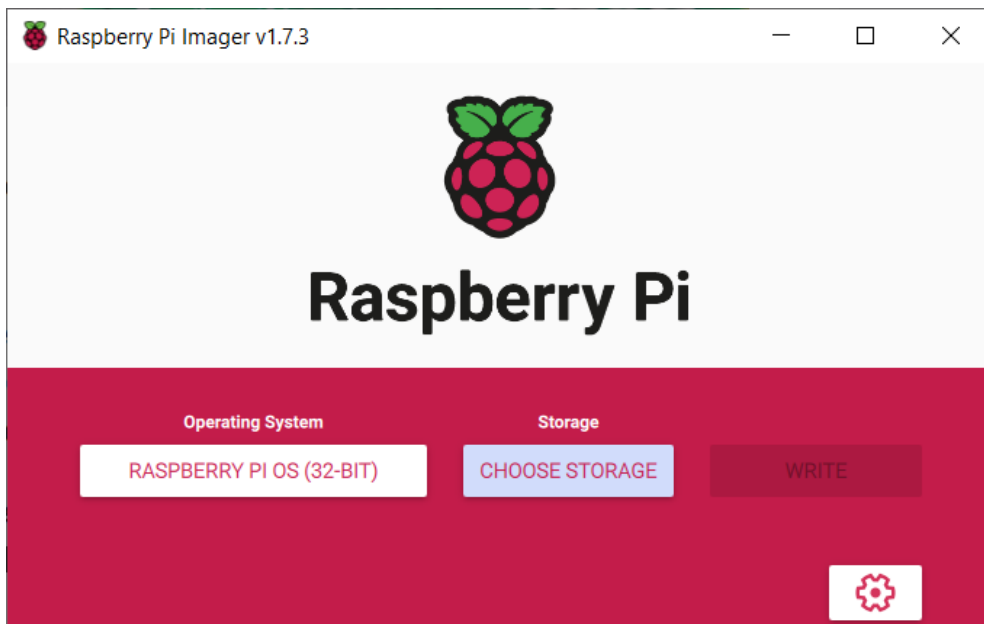 Raspberry Pi Imager v1.7.3
Raspberry Pi
Operating System
Storage
RASPBERRY PI OS (32-BIT)
CHOOSE STORAGE
WRITE